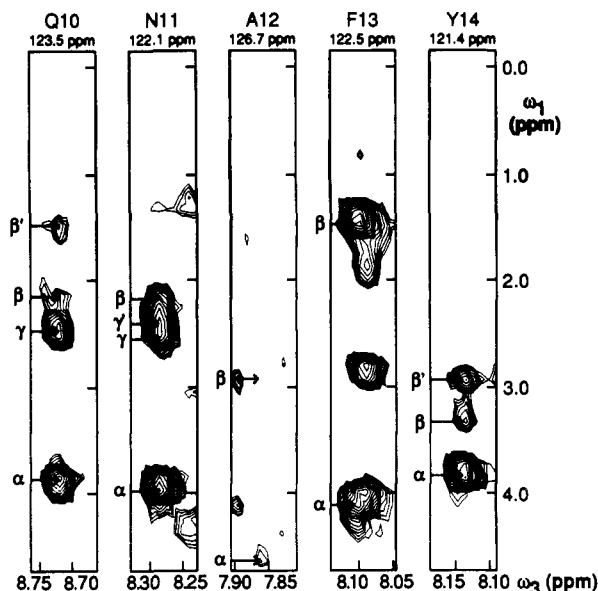 Q10 N11 A12 F13 Y14
123.5 ppm 122.1 ppm 126.7 ppm 122.5 ppm 121.4 ppm
0.0
ω1
(ppm)
1.0
β' β
2.0
β β
γ γ'
γ
β β'
3.0
β
α α α α
4.0
α
8.75 8.70 8.30 8.25 7.90 7.85 8.10 8.05 8.15 8.10 ω3 (ppm)